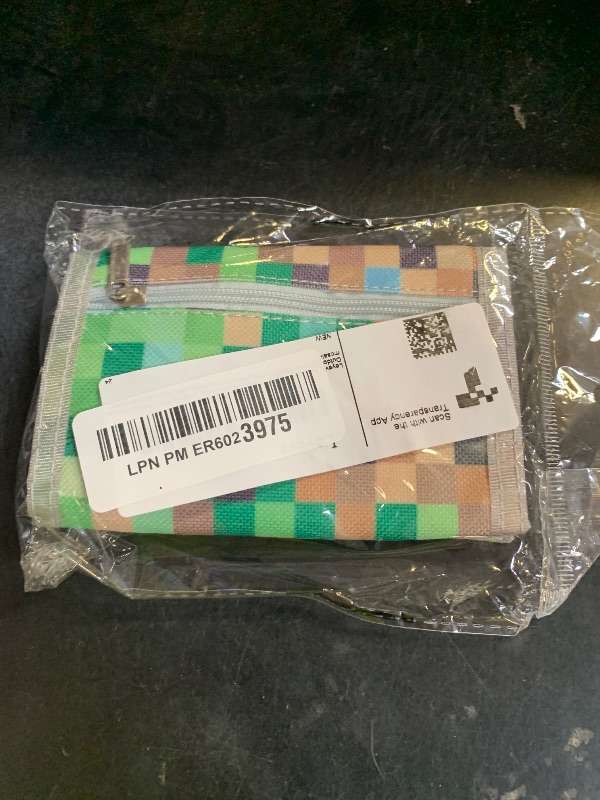 LPN PM ER6023975
Scan with the
Transparency App
NEW